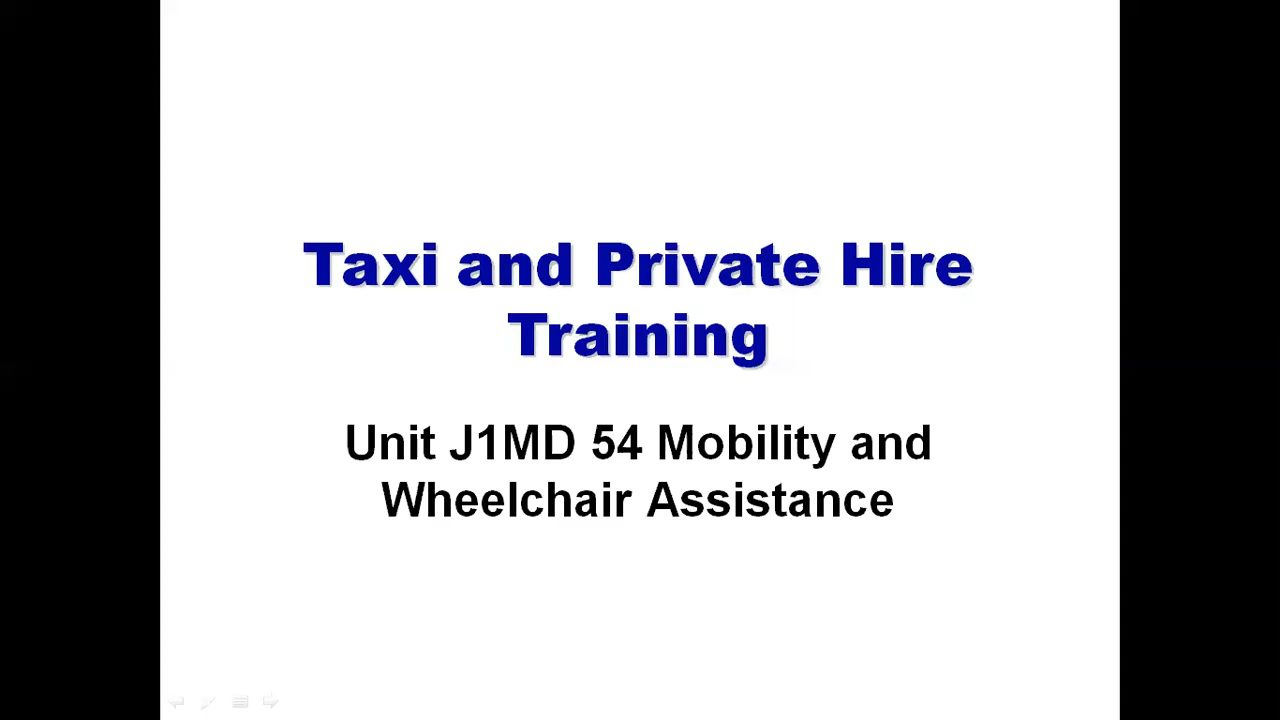 Taxi and Private Hire
Training
Unit J1MD 54 Mobility and
Wheelchair Assistance